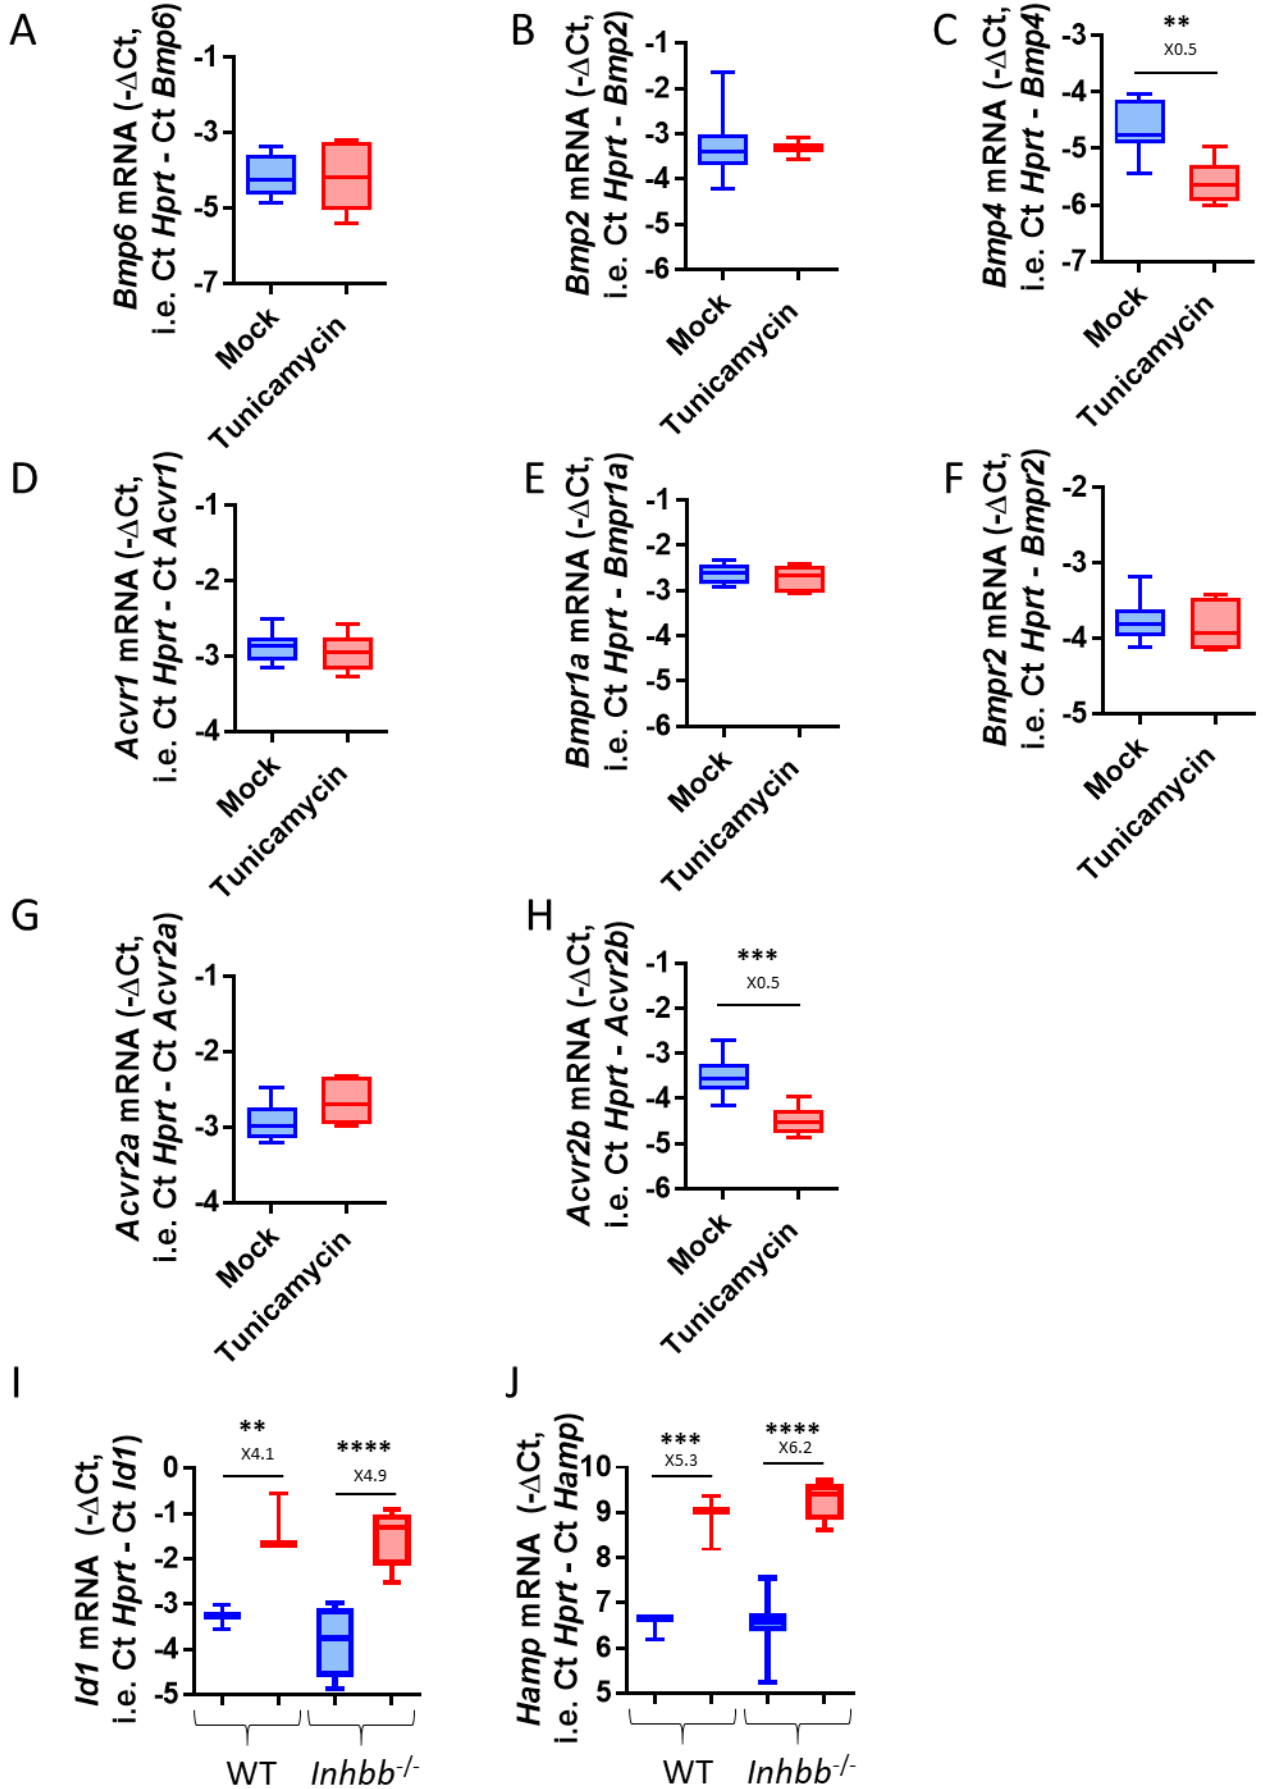 A
Bmp6 mRNA (-ΔCt,
i.e. Ct Hprt - Ct Bmp6)
-1
-3
-5
-7
Mock
Tunicamycin
B
Bmp2 mRNA (-ΔCt,
i.e. Ct Hprt - Bmp2)
-1
-2
-3
-4
-5
-6
Mock
Tunicamycin
C
Bmp4 mRNA (-ΔCt,
i.e. Ct Hprt - Bmp4)
**
X0.5
-3
-4
-5
-6
-7
Mock
Tunicamycin
D
Acvr1 mRNA (-ΔCt,
i.e. Ct Hprt - Ct Acvr1)
-1
-2
-3
-4
Mock
Tunicamycin
E
Bmpr1a mRNA (-ΔCt,
i.e. Ct Hprt - Bmpr1a)
-1
-2
-3
-4
-5
-6
Mock
Tunicamycin
F
Bmpr2 mRNA (-ΔCt,
i.e. Ct Hprt - Bmpr2)
-2
-3
-4
-5
Mock
Tunicamycin
G
Acvr2a mRNA (-ΔCt,
i.e. Ct Hprt - Ct Acvr2a)
-1
-2
-3
-4
Mock
Tunicamycin
H
Acvr2b mRNA (-ΔCt,
i.e. Ct Hprt - Acvr2b)
***
X0.5
-1
-2
-3
-4
-5
-6
Mock
Tunicamycin
I
Id1 mRNA (-ΔCt,
i.e. Ct Hprt - Ct Id1)
**
X4.1
****
X4.9
0
-1
-2
-3
-4
-5
WT
Inhbb-/-
J
Hamp mRNA (-ΔCt,
i.e. Ct Hprt - Ct Hamp)
***
X5.3
****
X6.2
10
9
8
7
6
5
WT
Inhbb-/-